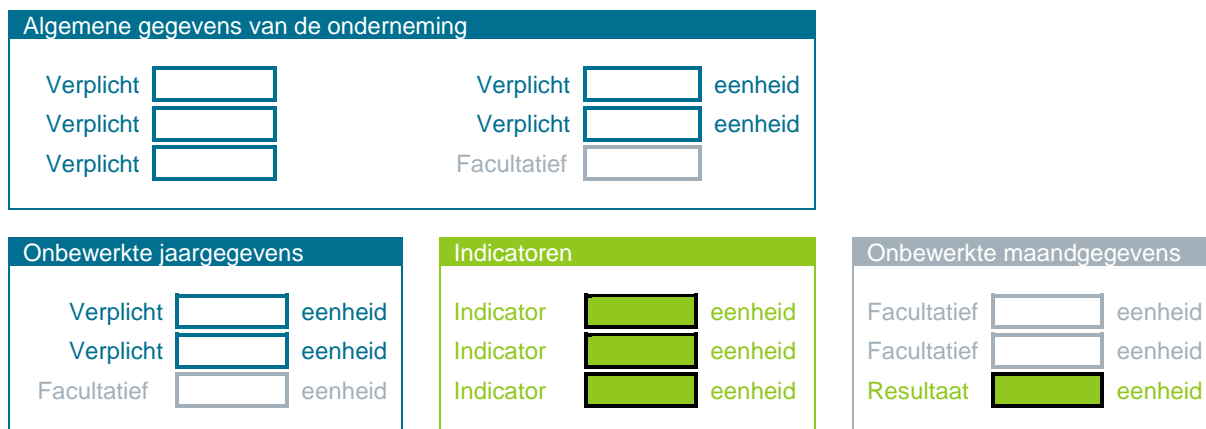 Algemene gegevens van de onderneming
Verplicht Verplicht eenheid
Verplicht Verplicht eenheid
Verplicht Facultatief
Onbewerkte jaargegevens
Verplicht eenheid
Verplicht eenheid
Facultatief eenheid
Indicatoren
Indicator eenheid
Indicator eenheid
Indicator eenheid
Onbewerkte maandgegevens
Facultatief eenheid
Facultatief eenheid
Resultaat eenheid